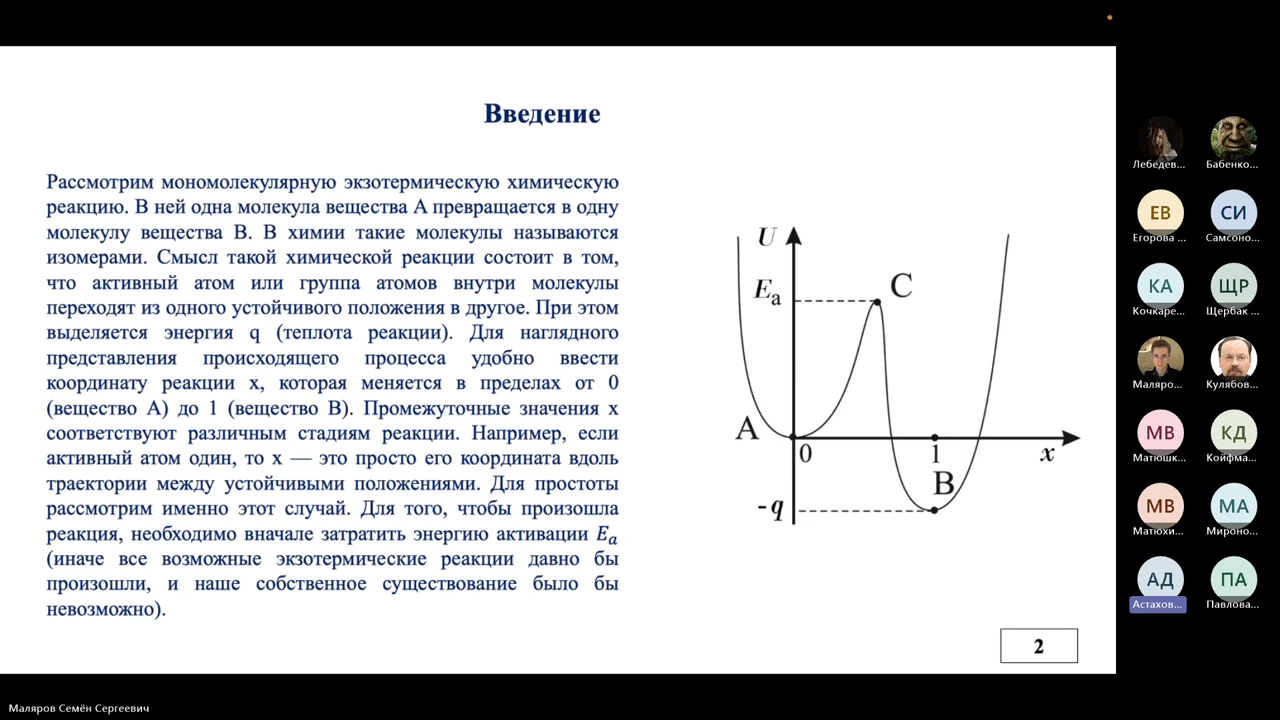 Введение
Рассмотрим мономолекулярную экзотермическую химическую
реакцию. В ней одна молекула вещества А превращается в одну
молекулу вещества В. В химии такие молекулы называются
изомерами. Смысл такой химической реакции состоит в том,
что активный атом или группа атомов внутри молекулы
переходят из одного устойчивого положения в другое. При этом
выделяется энергия q (теплота реакции). Для наглядного
представления происходящего процесса удобно ввести
координату реакции x, которая меняется в пределах от 0
(вещество А) до 1 (вещество В). Промежуточные значения x
соответствуют различным стадиям реакции. Например, если
активный атом один, то x — это просто его координата вдоль
траектории между устойчивыми положениями. Для простоты
рассмотрим именно этот случай. Для того, чтобы произошла
реакция, необходимо вначале затратить энергию активации Eₐ
(иначе все возможные экзотермические реакции давно бы
произошли, и наше собственное существование было бы
невозможно).
U
Eₐ
C
A
0
1
x
B
-q
2
Лебедев...
Бабенко...
ЕВ
СИ
Егорова ...
Самсоно...
КА
ЩР
Кочкаре...
Щербак ...
Маляро...
Кулябов...
МВ
КД
Матюшк...
Койфма...
МВ
МА
Матюхи...
Мироно...
АД
ПА
Астахов...
Павлова...
Маляров Семён Сергеевич